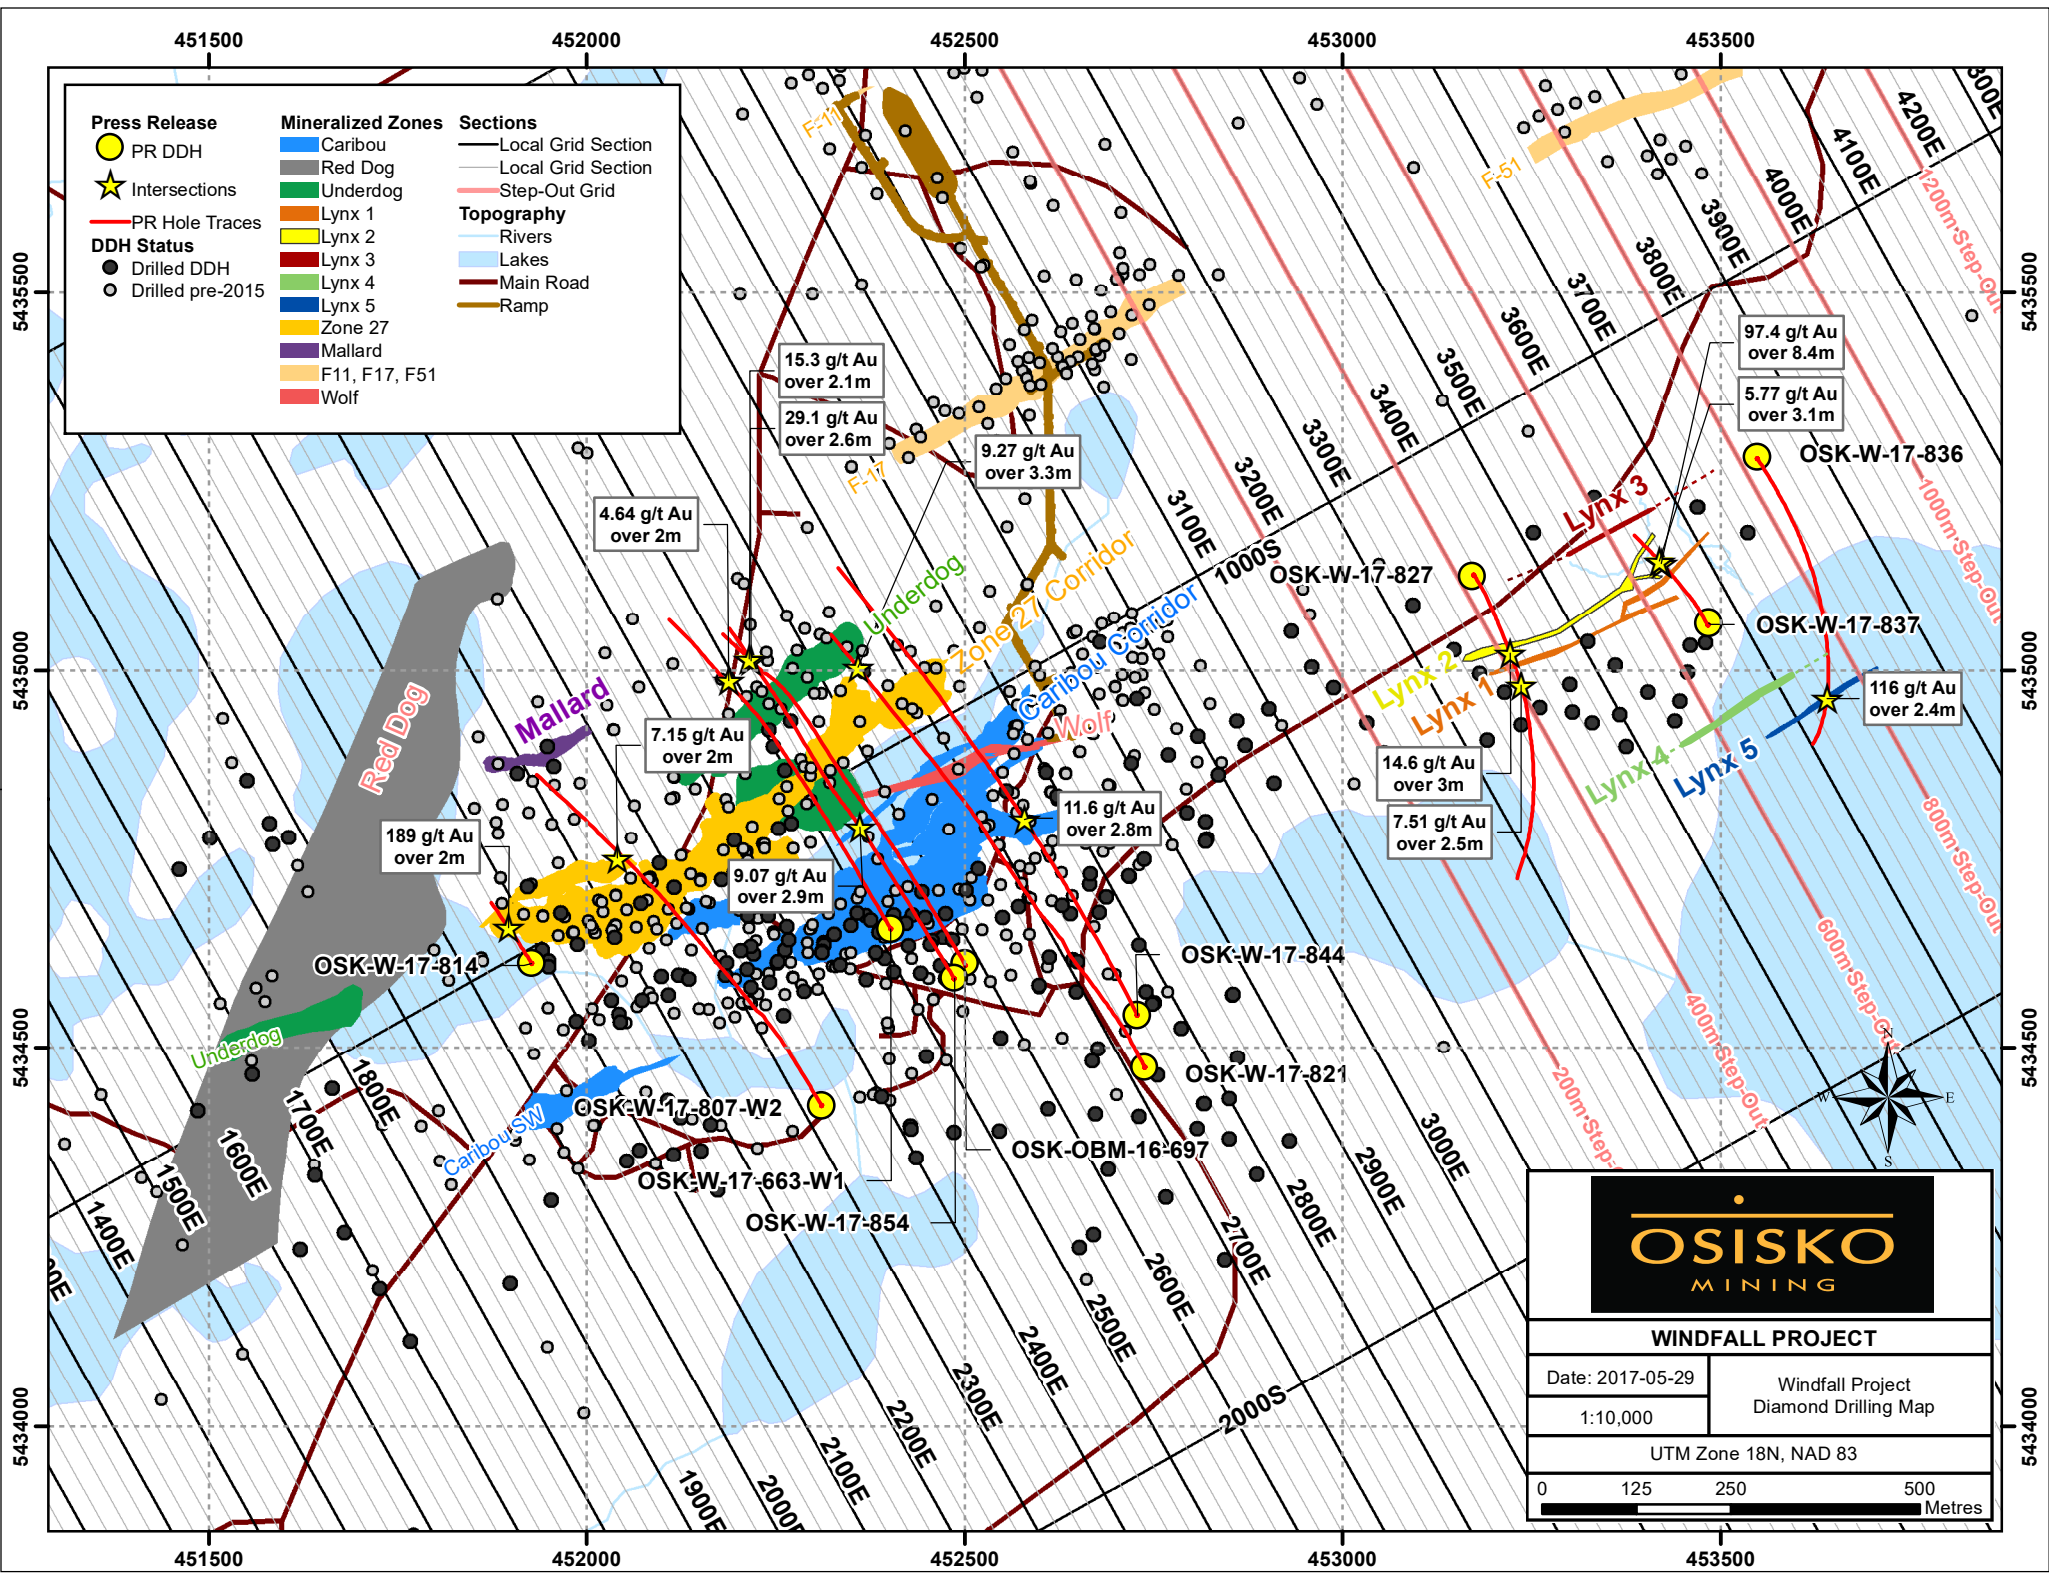 451500
452000
452500
453000
453500
Press Release
PR DDH
Intersections
PR Hole Traces
DDH Status
Drilled DDH
Drilled pre-2015
Mineralized Zones
Caribou
Red Dog
Underdog
Lynx 1
Lynx 2
Lynx 3
Lynx 4
Lynx 5
Zone 27
Mallard
F11, F17, F51
Wolf
Sections
Local Grid Section
Local Grid Section
Step-Out Grid
Topography
Rivers
Lakes
Main Road
Ramp
F-11
F-51
F-17
300E
4200E
4100E
4000E
3900E
3800E
3700E
3600E
3500E
3400E
3300E
3200E
3100E
1000S
1200m-Step-Out
1000m-Step-Out
800m-Step-Out
600m-Step-Out
400m-Step-Out
200m-Step-O
5435500
5435500
15.3 g/t Au
over 2.1m
29.1 g/t Au
over 2.6m
9.27 g/t Au
over 3.3m
4.64 g/t Au
over 2m
97.4 g/t Au
over 8.4m
5.77 g/t Au
over 3.1m
OSK-W-17-836
Lynx 3
OSK-W-17-827
OSK-W-17-837
Underdog
Zone 27 Corridor
Caribou Corridor
Wolf
Mallard
Red Dog
Lynx 2
Lynx 1
Lynx 4
Lynx 5
116 g/t Au
over 2.4m
5435000
5435000
7.15 g/t Au
over 2m
14.6 g/t Au
over 3m
7.51 g/t Au
over 2.5m
11.6 g/t Au
over 2.8m
189 g/t Au
over 2m
9.07 g/t Au
over 2.9m
OSK-W-17-814
OSK-W-17-844
OSK-W-17-821
Underdog
Caribou SW
OSK-W-17-807-W2
OSK-OBM-16-697
OSK-W-17-663-W1
OSK-W-17-854
5434500
5434500
N
W
E
S
00E
1400E
1500E
1600E
1700E
1800E
1900E
2000E
2100E
2200E
2300E
2400E
2500E
2600E
2700E
2800E
2900E
3000E
2000S
OSISKO
MINING
WINDFALL PROJECT
Date: 2017-05-29
1:10,000
Windfall Project
Diamond Drilling Map
UTM Zone 18N, NAD 83
0
125
250
500
Metres
5434000
5434000
451500
452000
452500
453000
453500